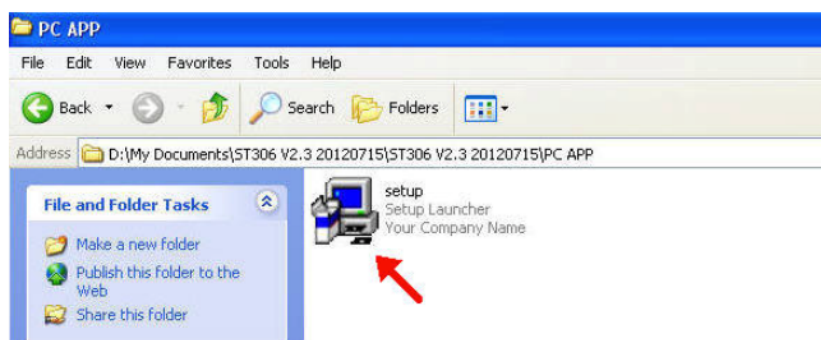 PC APP
File Edit View Favorites Tools Help
Back Search Folders
Address D:\My Documents\ST306 V2.3 20120715\ST306 V2.3 20120715\PC APP
File and Folder Tasks
Make a new folder
Publish this folder to the
Web
Share this folder
setup
Setup Launcher
Your Company Name